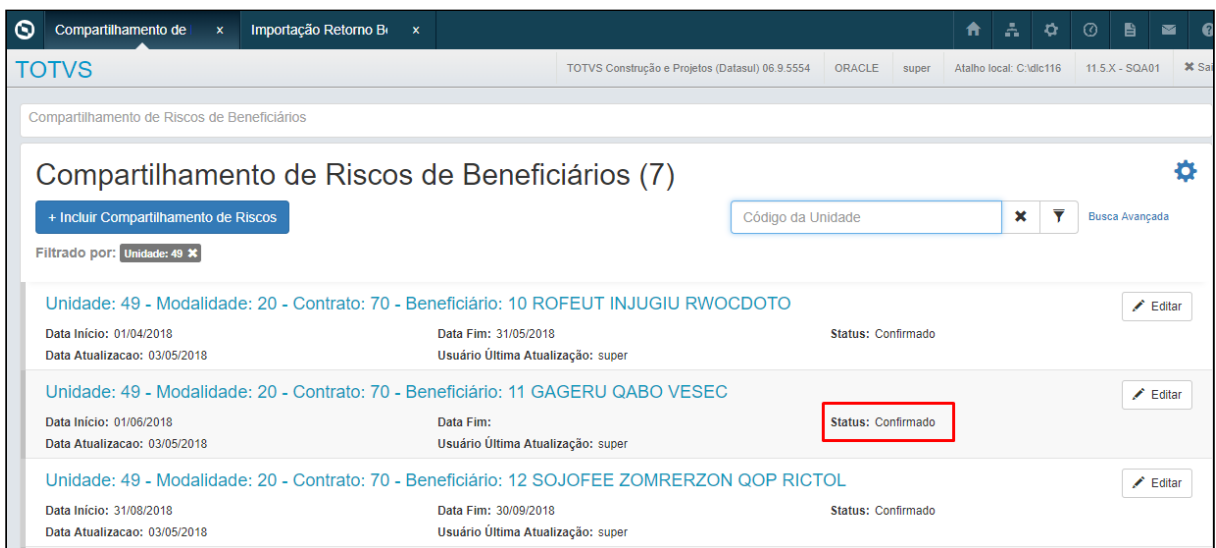 Compartilhamento de x Importação Retorno Be x
TOTVS TOTVS Construção e Projetos (Datasul) 06.9.5554 ORACLE super Atalho local: C:\dlc116 11.5.X - SQA01 Sai
Compartilhamento de Riscos de Beneficiários
Compartilhamento de Riscos de Beneficiários (7)
+ Incluir Compartilhamento de Riscos Código da Unidade Busca Avançada
Filtrado por: Unidade: 49
Unidade: 49 - Modalidade: 20 - Contrato: 70 - Beneficiário: 10 ROFEUT INJUGIU RWOCDOTO Editar
Data Início: 01/04/2018 Data Fim: 31/05/2018 Status: Confirmado
Data Atualizacao: 03/05/2018 Usuário Última Atualização: super
Unidade: 49 - Modalidade: 20 - Contrato: 70 - Beneficiário: 11 GAGERU QABO VESEC Editar
Data Início: 01/06/2018 Data Fim: Status: Confirmado
Data Atualizacao: 03/05/2018 Usuário Última Atualização: super
Unidade: 49 - Modalidade: 20 - Contrato: 70 - Beneficiário: 12 SOJOFEE ZOMRERZON QOP RICTOL Editar
Data Início: 31/08/2018 Data Fim: 30/09/2018 Status: Confirmado
Data Atualizacao: 03/05/2018 Usuário Última Atualização: super